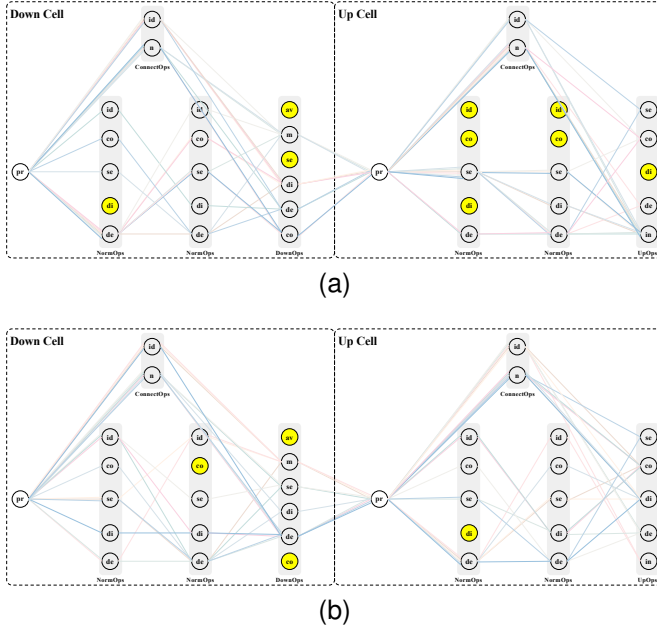 Down Cell
Up Cell
id
n
ConnectOps
id
n
ConnectOps
pr
id
co
se
di
de
NormOps
id
co
se
di
de
NormOps
av
m
se
di
de
co
DownOps
pr
id
co
se
di
de
NormOps
id
co
se
di
de
NormOps
se
co
di
de
in
UpOps
(a)
Down Cell
Up Cell
id
n
ConnectOps
id
n
ConnectOps
pr
id
co
se
di
de
NormOps
id
co
se
di
de
NormOps
av
m
se
di
de
co
DownOps
pr
id
co
se
di
de
NormOps
id
co
se
di
de
NormOps
se
co
di
de
in
UpOps
(b)